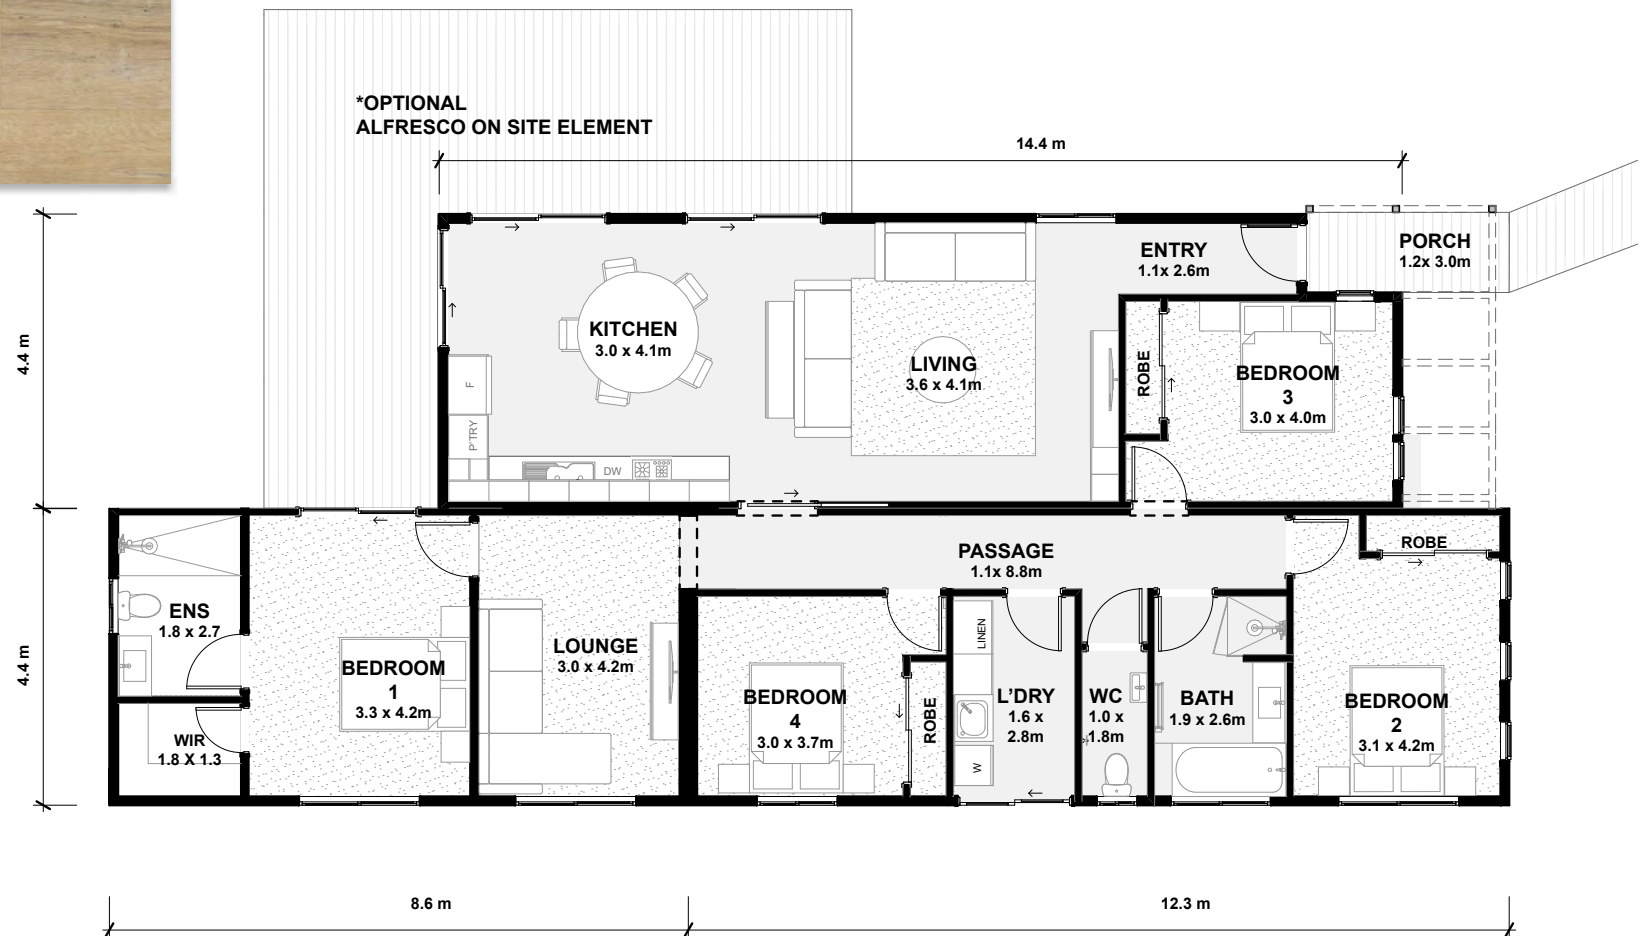 *OPTIONAL
ALFRESCO ON SITE ELEMENT
14.4 m
4.4 m
ENTRY
1.1x 2.6m
PORCH
1.2x 3.0m
KITCHEN
3.0 x 4.1m
LIVING
3.6 x 4.1m
ROBE
BEDROOM
3
3.0 x 4.0m
F
P'TRY
DW
4.4 m
PASSAGE
1.1x 8.8m
ROBE
ENS
1.8 x 2.7
WIR
1.8 X 1.3
BEDROOM
1
3.3 x 4.2m
LOUNGE
3.0 x 4.2m
BEDROOM
4
3.0 x 3.7m
ROBE
LINEN
L'DRY
1.6 x
2.8m
W
WC
1.0 x
1.8m
BATH
1.9 x 2.6m
BEDROOM
2
3.1 x 4.2m
8.6 m
12.3 m